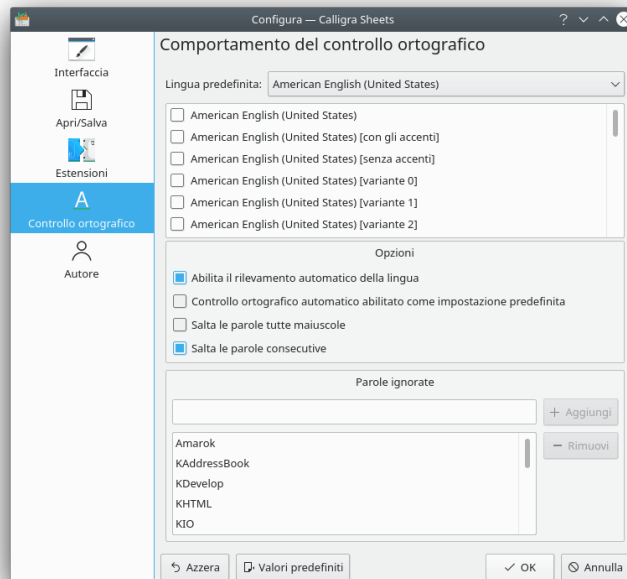 Configura — Calligra Sheets
Interfaccia
Apri/Salva
Estensioni
Controllo ortografico
Autore
Comportamento del controllo ortografico
Lingua predefinita: American English (United States)
American English (United States)
American English (United States) [con gli accenti]
American English (United States) [senza accenti]
American English (United States) [variante 0]
American English (United States) [variante 1]
American English (United States) [variante 2]
Opzioni
Abilita il rilevamento automatico della lingua
Controllo ortografico automatico abilitato come impostazione predefinita
Salta le parole tutte maiuscole
Salta le parole consecutive
Parole ignorate
+ Aggiungi
− Rimuovi
Amarok
KAddressBook
KDevelop
KHTML
KIO
Azzera
Valori predefiniti
OK
Annulla